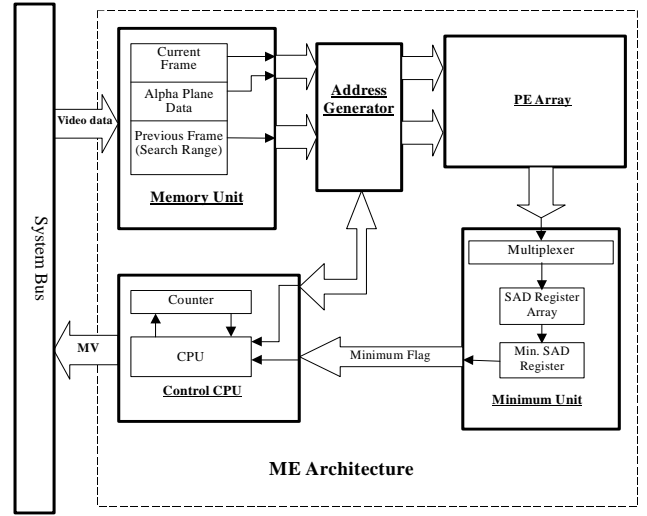 System Bus
Video data
MV
Current
Frame
Alpha Plane
Data
Previous Frame
(Search Range)
Memory Unit
Address
Generator
PE Array
Counter
CPU
Control CPU
Minimum Flag
Multiplexer
SAD Register
Array
Min. SAD
Register
Minimum Unit
ME Architecture